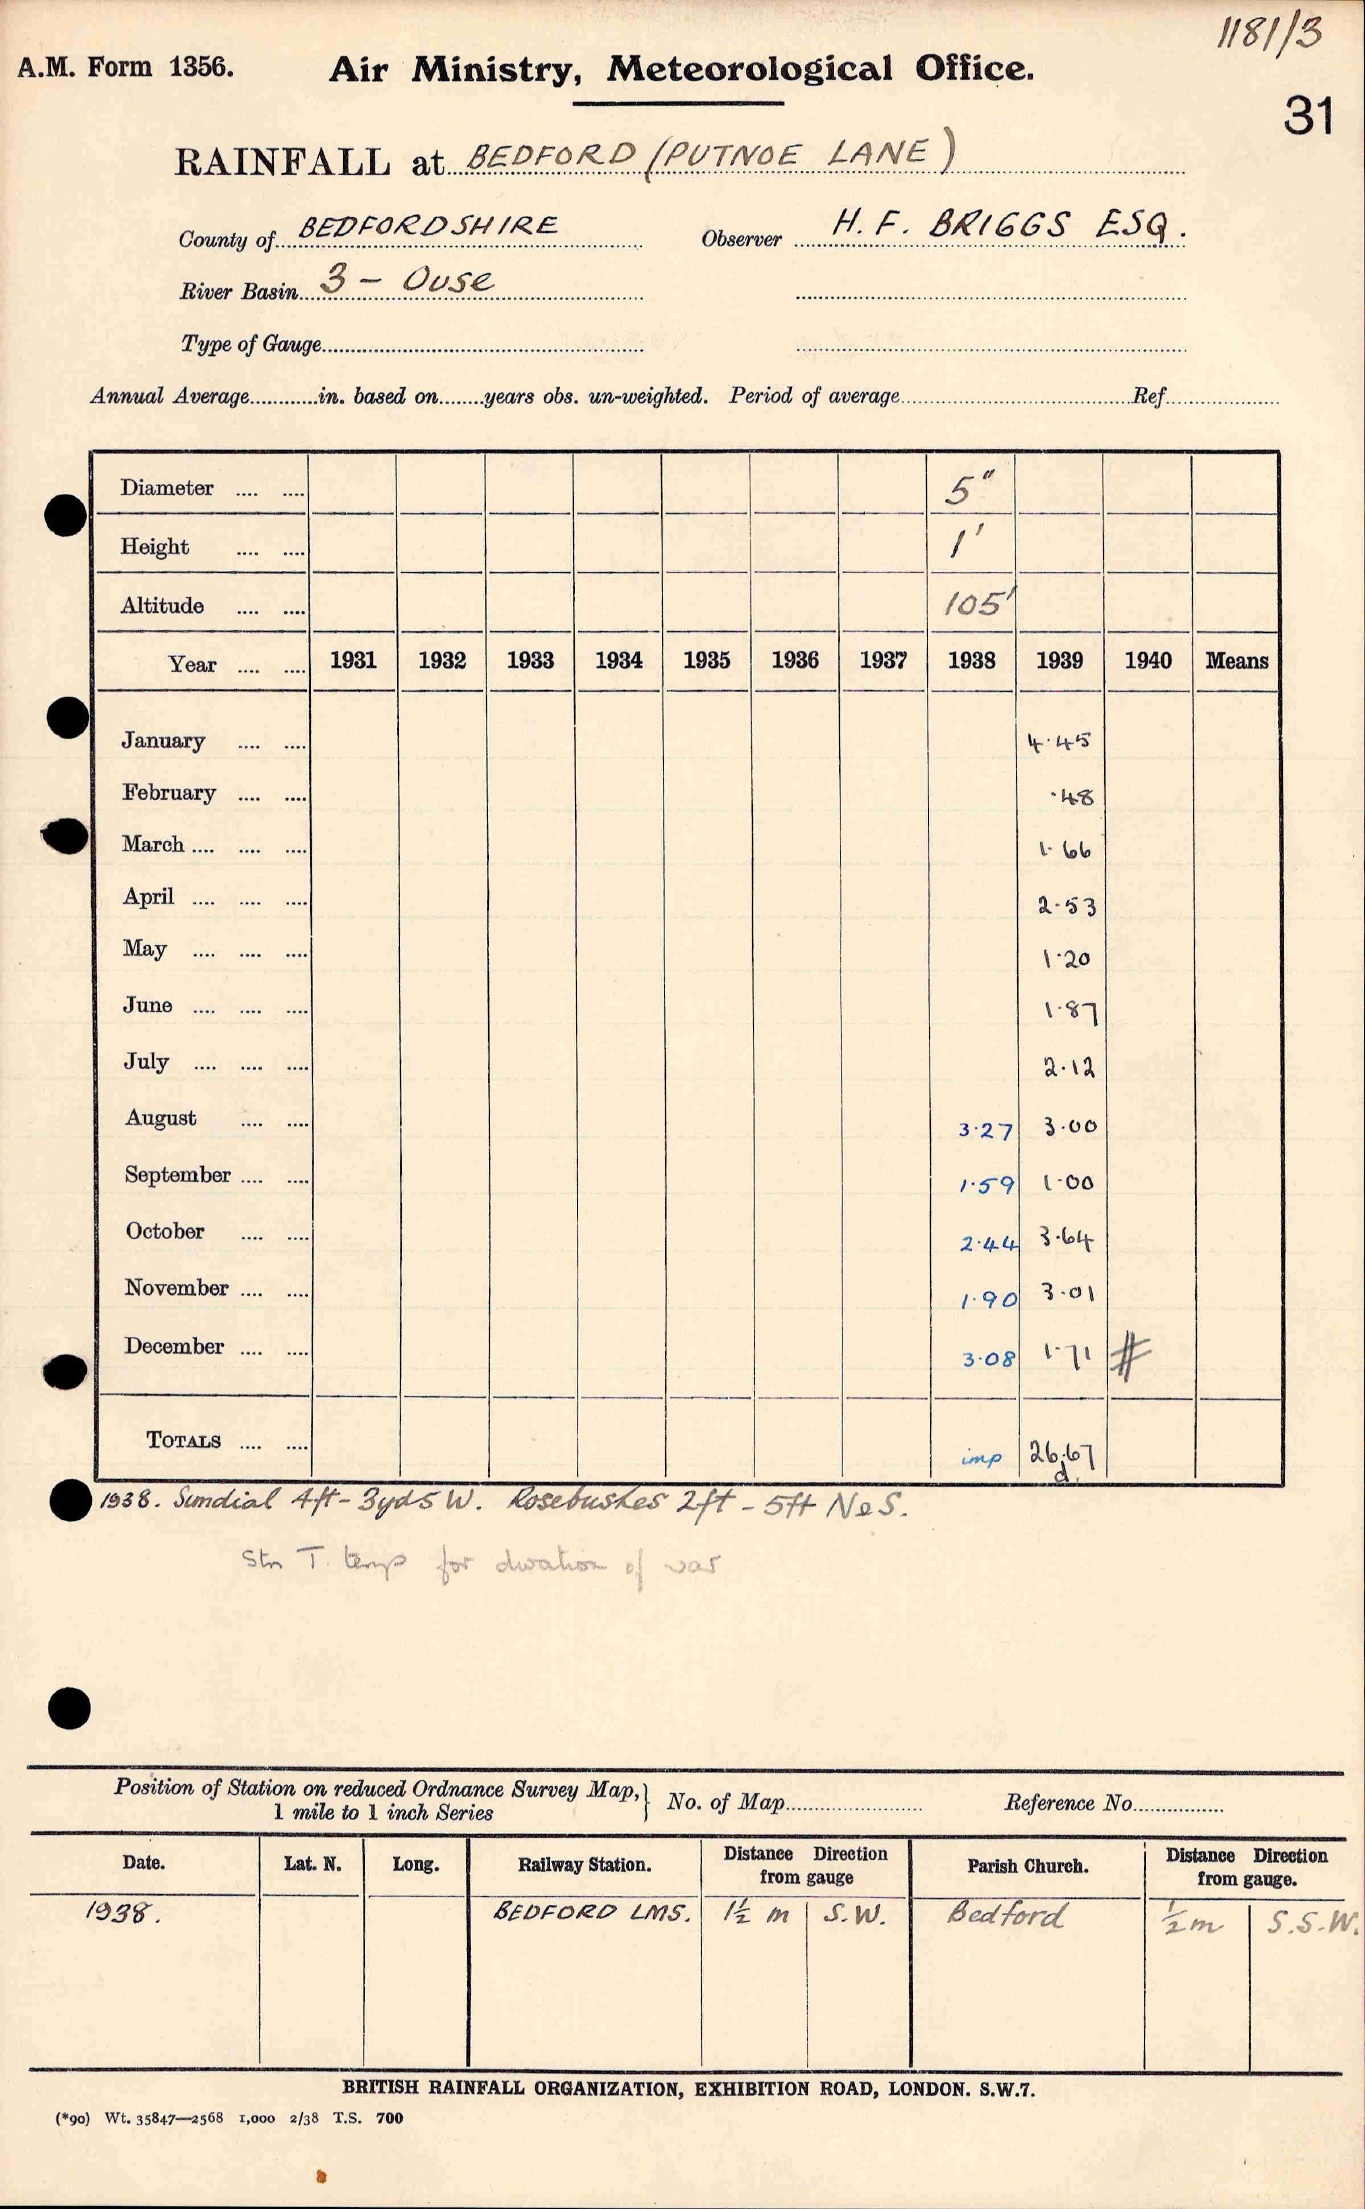 1181/3
A.M. Form 1356. Air Ministry, Meteorological Office.
31
RAINFALL at BEDFORD (PUTNOE LANE)
County of BEDFORDSHIRE Observer H. F. BRIGGS ESQ.
River Basin 3 - OUSE
Type of Gauge
Annual Average............in. based on........years obs. un-weighted. Period of average........ Ref........
Diameter .... .... 5"
Height .... .... 1'
Altitude .... .... 105'
Year .... .... 1931 1932 1933 1934 1935 1936 1937 1938 1939 1940 Means
January .... .... 4.45
February .... .... .48
March .... .... .... 1.66
April .... .... .... 2.53
May .... .... .... 1.20
June .... .... .... 1.87
July .... .... .... 2.12
August .... .... 3.27 3.00
September .... .... 1.59 1.00
October .... .... 2.44 3.64
November .... .... 1.90 3.01
December .... .... 3.08 1.71 #
TOTALS .... .... imp 26.67
d.
1938. Sundial 4ft - 3yds W. Rosebushes 2ft - 5ft N & S.
Stn T. temp for duration of war
Position of Station on reduced Ordnance Survey Map, } No. of Map........ Reference No........
1 mile to 1 inch Series
Date. Lat. N. Long. Railway Station. Distance Direction from gauge Parish Church. Distance Direction from gauge.
1938. BEDFORD LMS. 1½ m S.W. Bedford ½ m S.S.W.
BRITISH RAINFALL ORGANIZATION, EXHIBITION ROAD, LONDON. S.W.7.
(*90) Wt. 35847—2568 1,000 2/38 T.S. 700